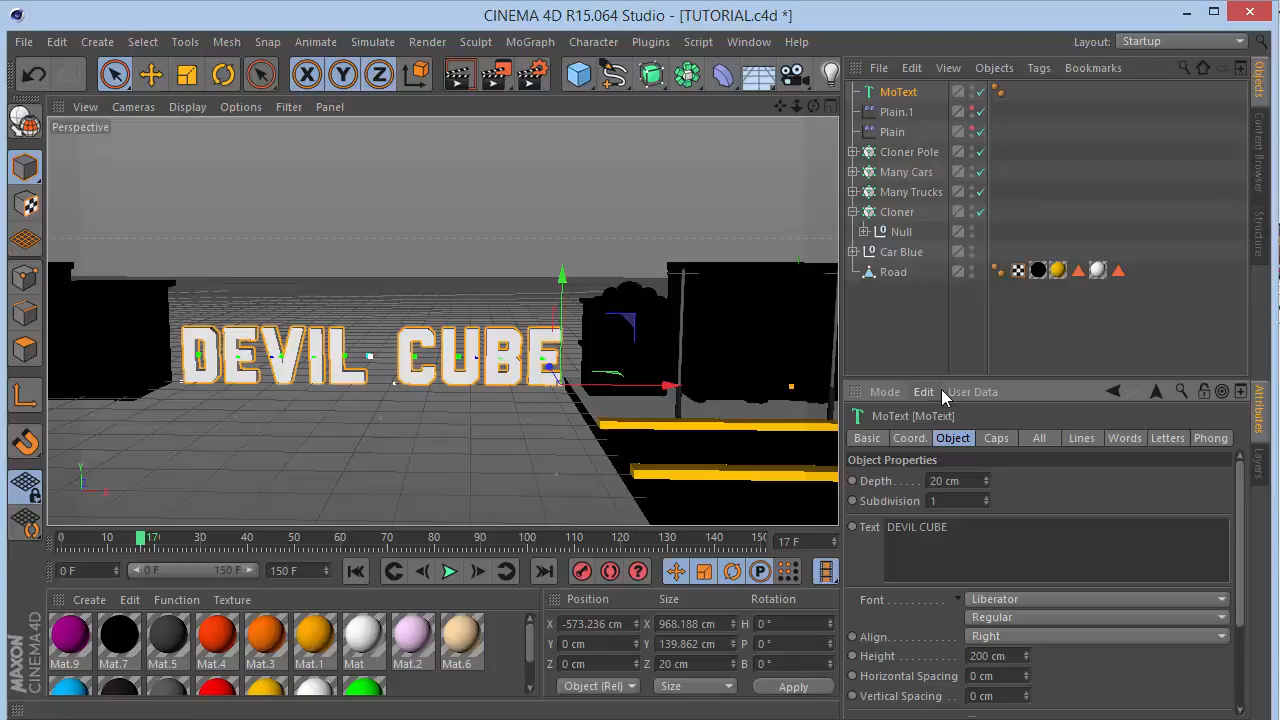 CINEMA 4D R15.064 Studio - [TUTORIAL.c4d *]
File Edit Create Select Tools Mesh Snap Animate Simulate Render Sculpt MoGraph Character Plugins Script Window Help
Layout: Startup
X Y Z
File Edit View Objects Tags Bookmarks
View Cameras Display Options Filter Panel
Perspective
MoText
Plain.1
Plain
Cloner Pole
Many Cars
Many Trucks
Cloner
Null
Car Blue
Road
Objects
Content Browser
Structure
Attributes
Layers
DEVIL CUBE
Y
X
Mode Edit User Data
MoText [MoText]
Basic Coord. Object Caps All Lines Words Letters Phong
Object Properties
Depth . . . . . 20 cm
Subdivision . 1
Text DEVIL CUBE
Font . . . . . . . . . . Liberator
Regular
Align. . . . . . . . . . Right
Height . . . . . . . . 200 cm
Horizontal Spacing 0 cm
Vertical Spacing . 0 cm
0 10 17 30 40 50 60 70 80 90 100 110 120 130 140 150
17 F
0 F 0 F 150 F 150 F
P
Create Edit Function Texture
Mat.9 Mat.7 Mat.5 Mat.4 Mat.3 Mat.1 Mat Mat.2 Mat.6
Position Size Rotation
X -573.236 cm X 968.188 cm H 0 °
Y 0 cm Y 139.862 cm P 0 °
Z 0 cm Z 20 cm B 0 °
Object (Rel) Size Apply
MAXON
CINEMA 4D